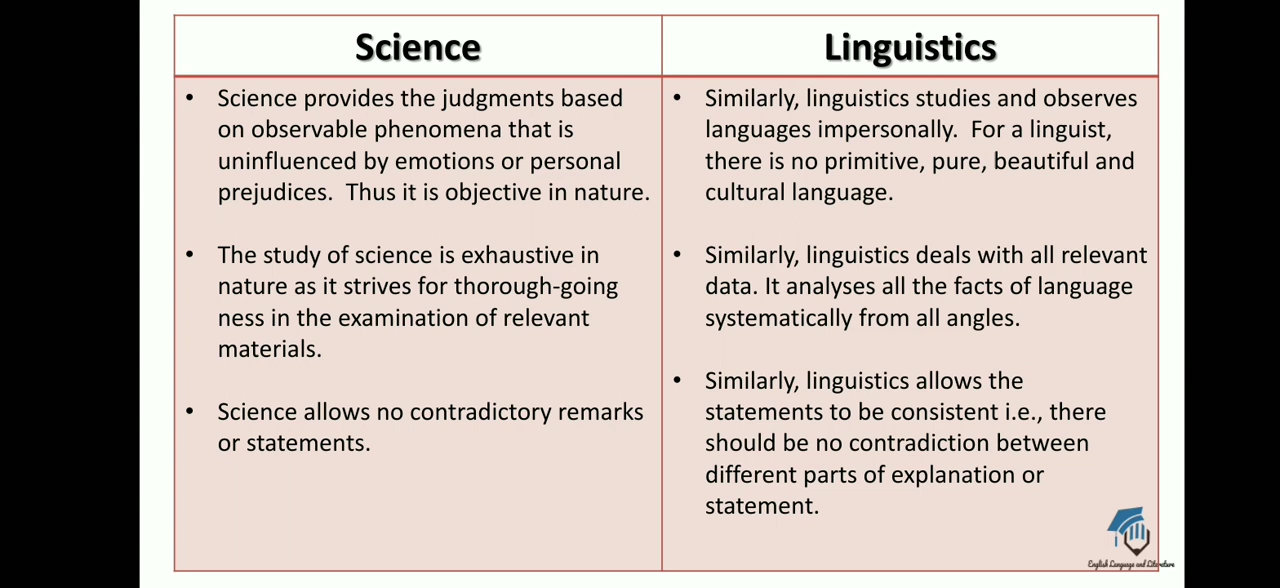 Science
• Science provides the judgments based
on observable phenomena that is
uninfluenced by emotions or personal
prejudices.  Thus it is objective in nature.
• The study of science is exhaustive in
nature as it strives for thorough-going
ness in the examination of relevant
materials.
• Science allows no contradictory remarks
or statements.
Linguistics
• Similarly, linguistics studies and observes
languages impersonally.  For a linguist,
there is no primitive, pure, beautiful and
cultural language.
• Similarly, linguistics deals with all relevant
data. It analyses all the facts of language
systematically from all angles.
• Similarly, linguistics allows the
statements to be consistent i.e., there
should be no contradiction between
different parts of explanation or
statement.
English Language and Literature